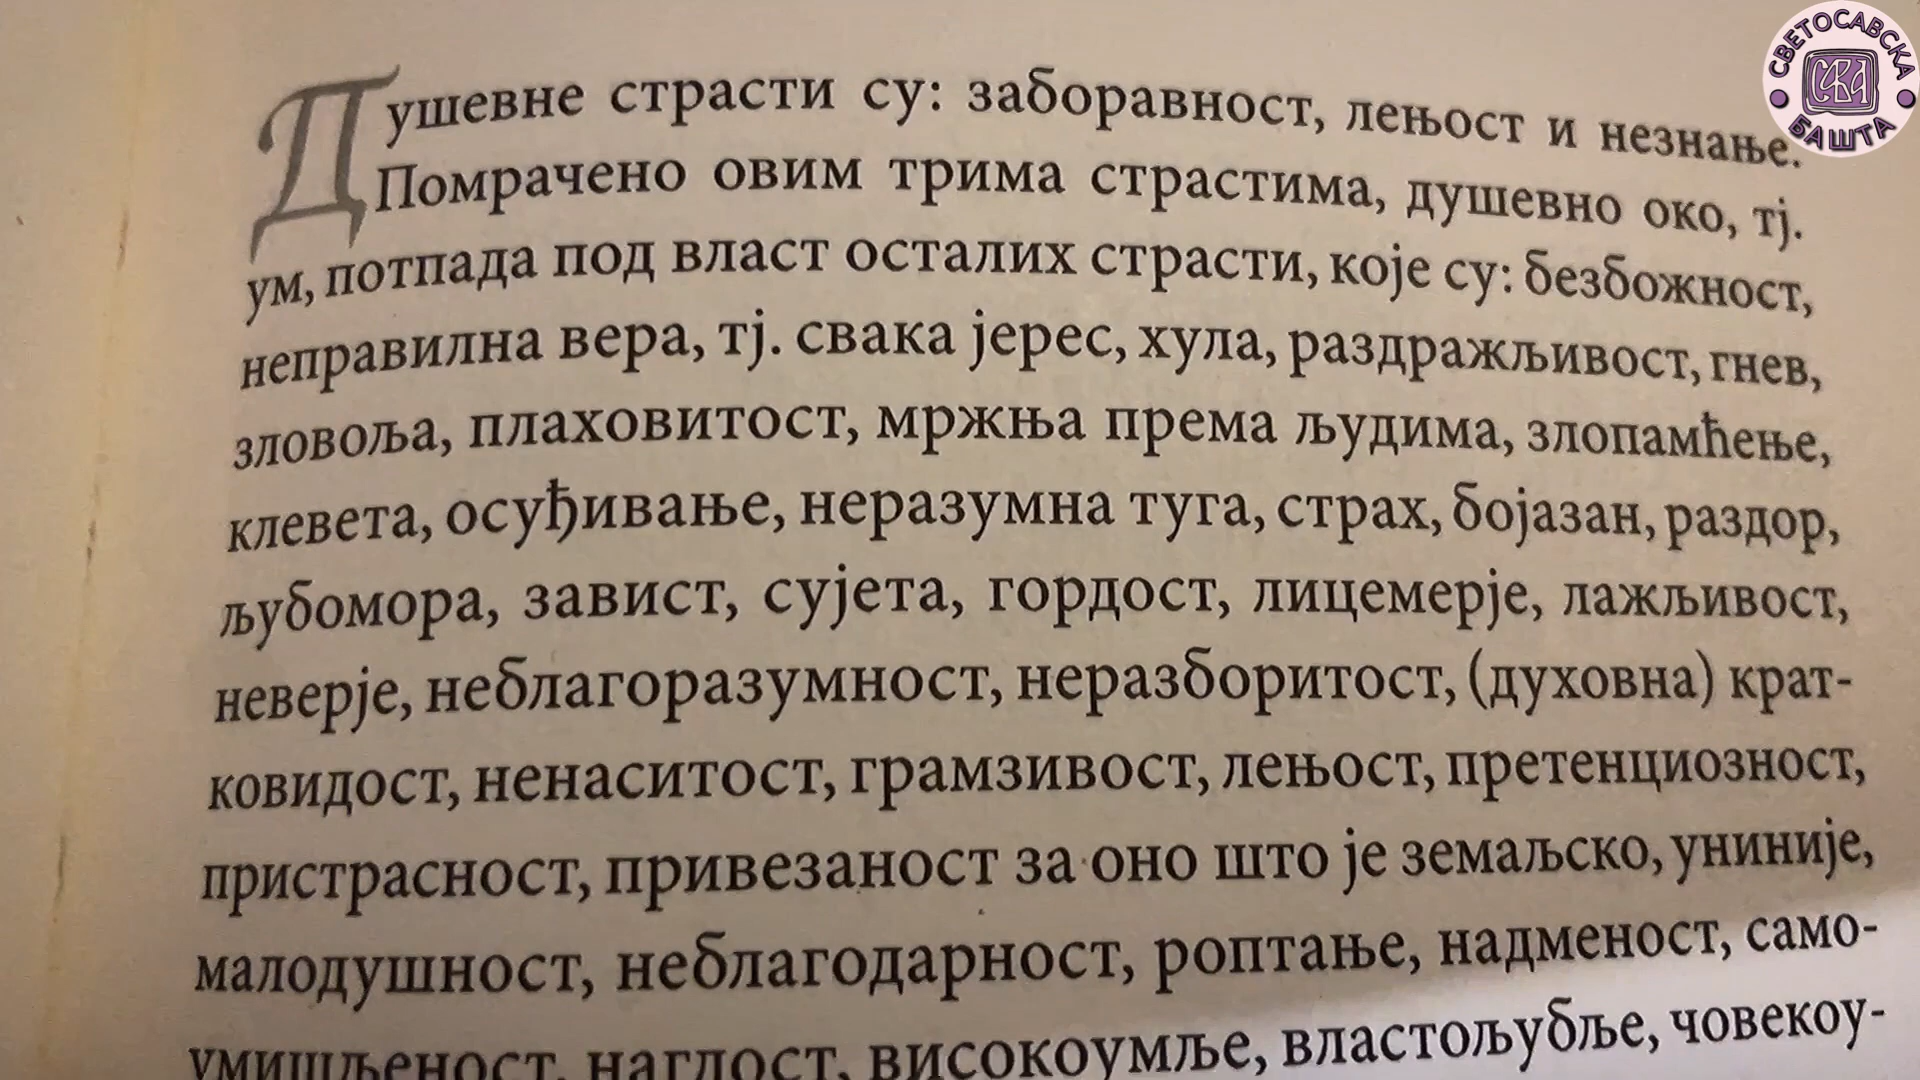 Душевне страсти су: заборавност, лењост и незнање.
Помрачено овим трима страстима, душевно око, тј.
ум, потпада под власт осталих страсти, које су: безбожност,
неправилна вера, тј. свака јерес, хула, раздражљивост, гнев,
зловоља, плаховитост, мржња према људима, злопамћење,
клевета, осуђивање, неразумна туга, страх, бојазан, раздор,
љубомора, завист, сујета, гордост, лицемерје, лажљивост,
неверје, неблагоразумност, неразборитост, (духовна) крат-
ковидост, ненаситост, грамзивост, лењост, претенциозност,
пристрасност, привезаност за оно што је земаљско, униније,
малодушност, неблагодарност, роптање, надменост, само-
умишљеност, наглост, високоумље, властољубље, човекоу-
СВЕТОСАВСКА
БАШТА